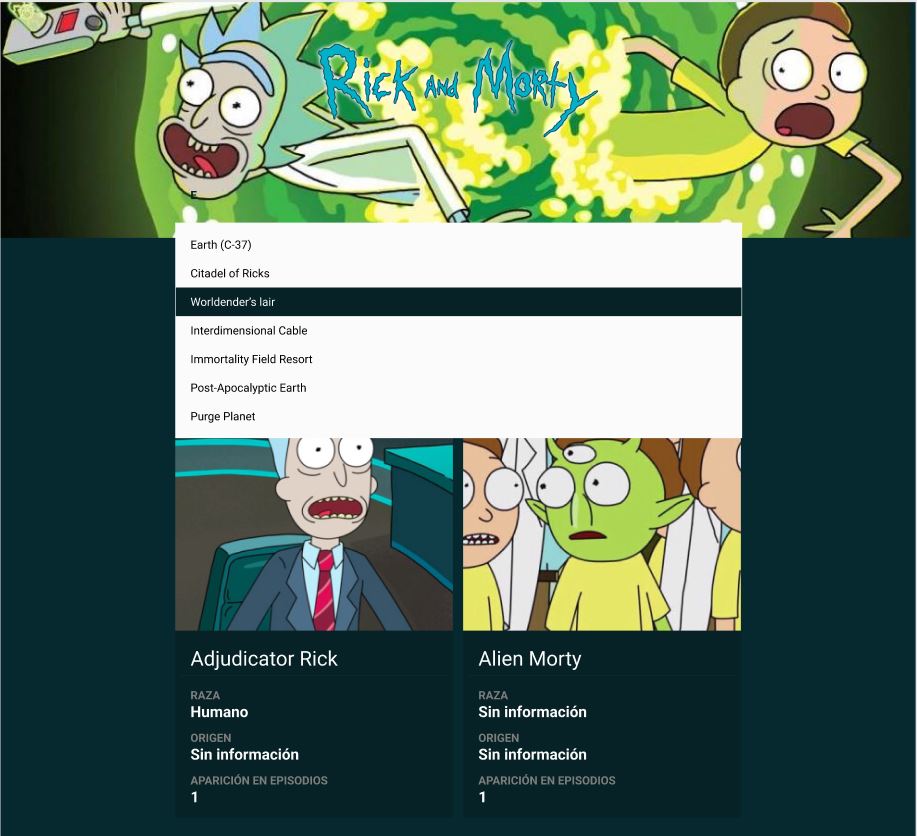 Rick and Morty
E
Earth (C-37)
Citadel of Ricks
Worldender's lair
Interdimensional Cable
Immortality Field Resort
Post-Apocalyptic Earth
Purge Planet
Adjudicator Rick
Alien Morty
RAZA
Humano
RAZA
Sin información
ORIGEN
Sin información
ORIGEN
Sin información
APARICIÓN EN EPISODIOS
1
APARICIÓN EN EPISODIOS
1